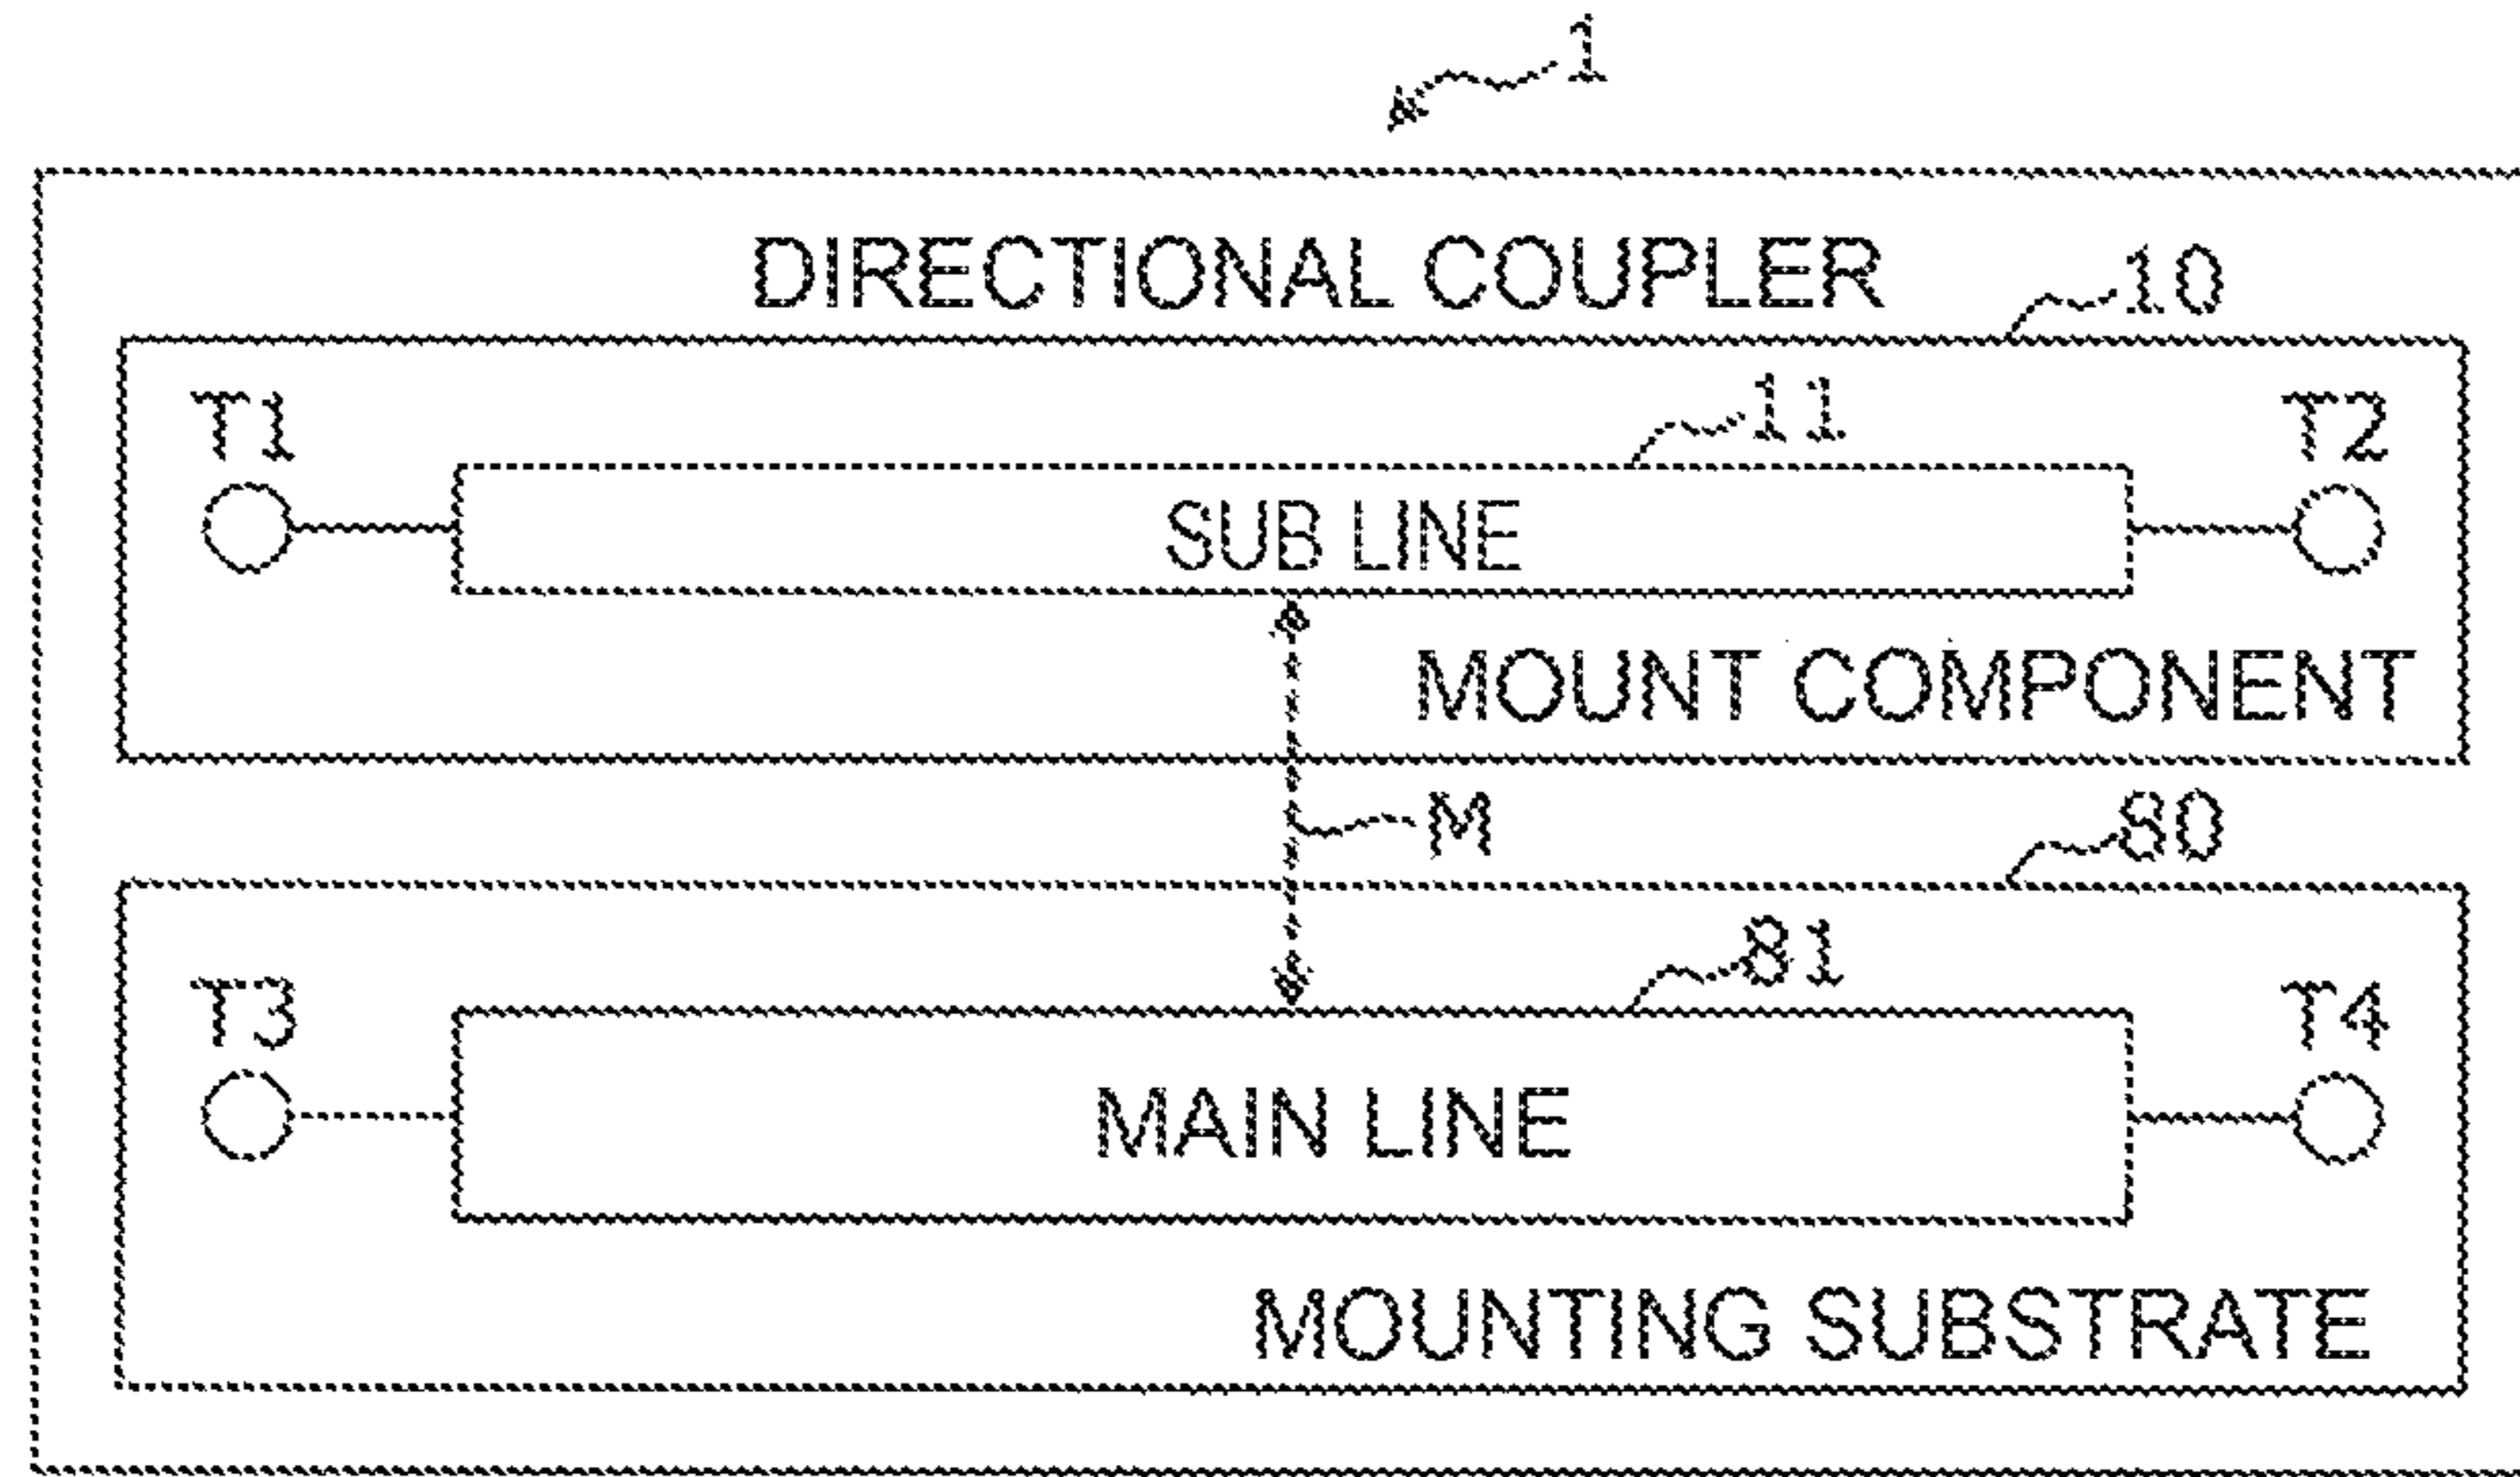 1
DIRECTIONAL COUPLER
10
T1
11
T2
SUB LINE
MOUNT COMPONENT
M
80
T3
81
T4
MAIN LINE
MOUNTING SUBSTRATE